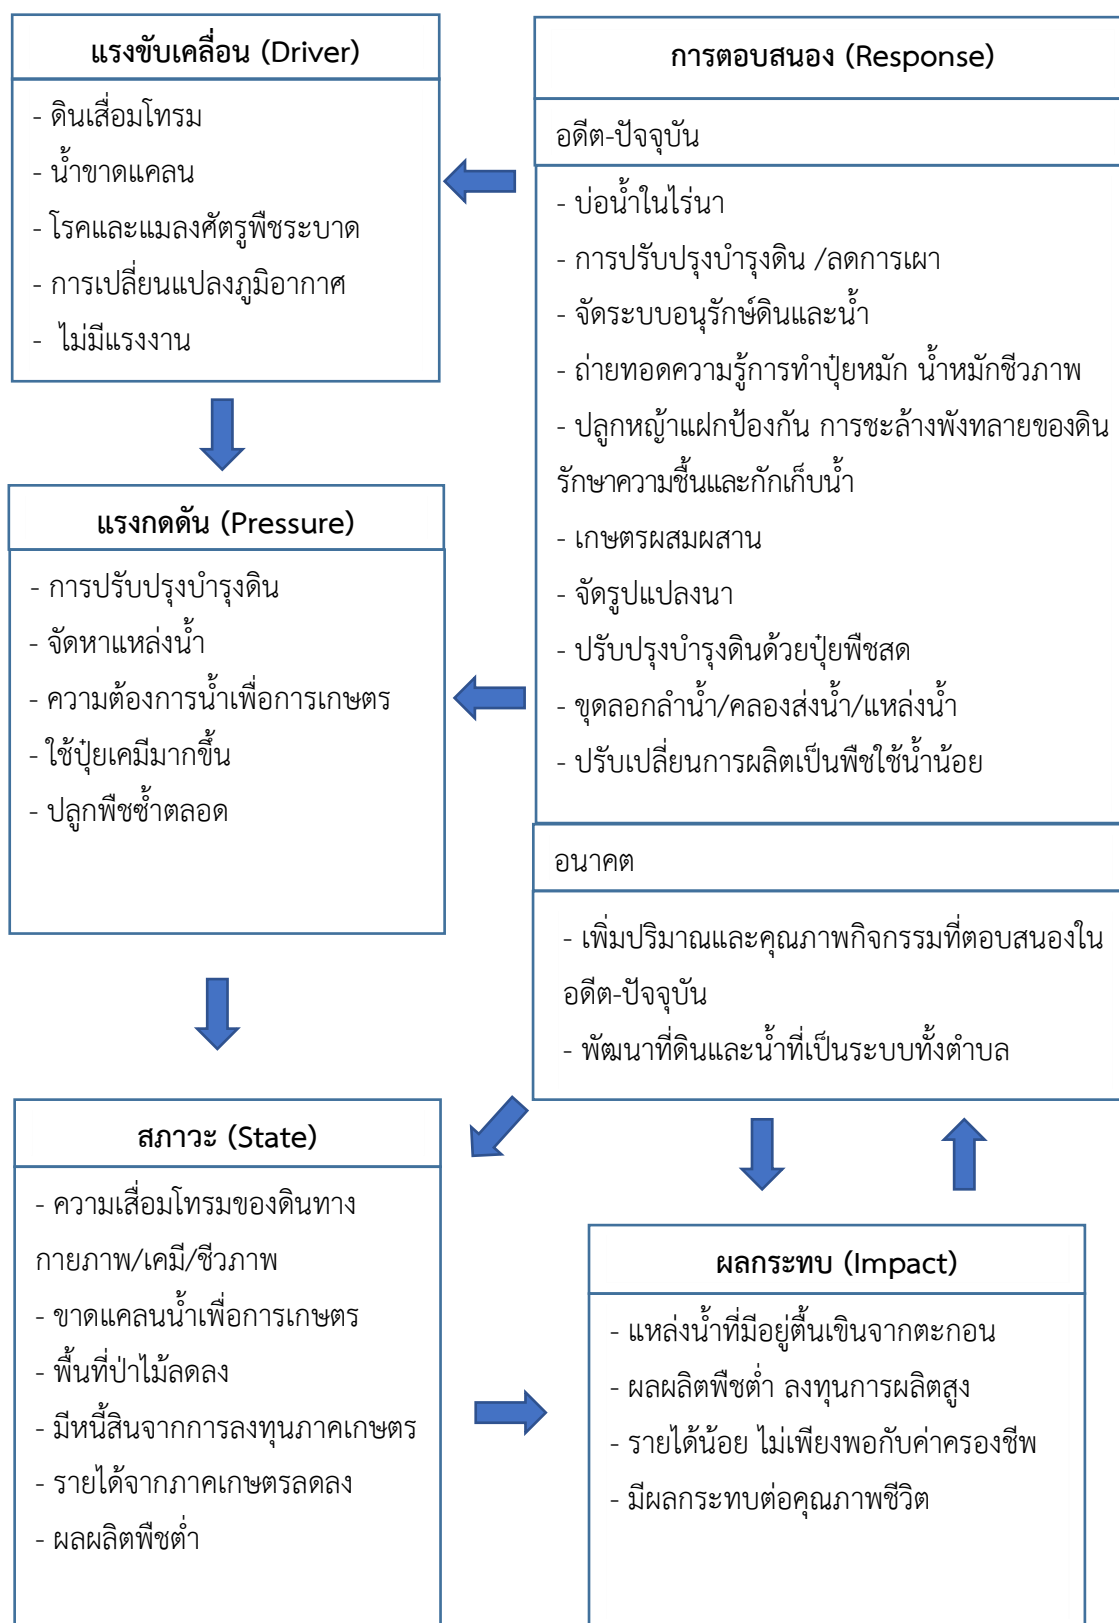 แรงขับเคลื่อน (Driver)
- ดินเสื่อมโทรม
- น้ำขาดแคลน
- โรคและแมลงศัตรูพืชระบาด
- การเปลี่ยนแปลงภูมิอากาศ
- ไม่มีแรงงาน
แรงกดดัน (Pressure)
- การปรับปรุงบำรุงดิน
- จัดหาแหล่งน้ำ
- ความต้องการน้ำเพื่อการเกษตร
- ใช้ปุ๋ยเคมีมากขึ้น
- ปลูกพืชซ้ำตลอด
สภาวะ (State)
- ความเสื่อมโทรมของดินทาง
กายภาพ/เคมี/ชีวภาพ
- ขาดแคลนน้ำเพื่อการเกษตร
- พื้นที่ป่าไม้ลดลง
- มีหนี้สินจากการลงทุนภาคเกษตร
- รายได้จากภาคเกษตรลดลง
- ผลผลิตพืชต่ำ
การตอบสนอง (Response)
อดีต-ปัจจุบัน
- บ่อน้ำในไร่นา
- การปรับปรุงบำรุงดิน /ลดการเผา
- จัดระบบอนุรักษ์ดินและน้ำ
- ถ่ายทอดความรู้การทำปุ๋ยหมัก น้ำหมักชีวภาพ
- ปลูกหญ้าแฝกป้องกัน การชะล้างพังทลายของดิน
รักษาความชื้นและกักเก็บน้ำ
- เกษตรผสมผสาน
- จัดรูปแปลงนา
- ปรับปรุงบำรุงดินด้วยปุ๋ยพืชสด
- ขุดลอกลำน้ำ/คลองส่งน้ำ/แหล่งน้ำ
- ปรับเปลี่ยนการผลิตเป็นพืชใช้น้ำน้อย
อนาคต
- เพิ่มปริมาณและคุณภาพกิจกรรมที่ตอบสนองใน
อดีต-ปัจจุบัน
- พัฒนาที่ดินและน้ำที่เป็นระบบทั้งตำบล
ผลกระทบ (Impact)
- แหล่งน้ำที่มีอยู่ตื้นเขินจากตะกอน
- ผลผลิตพืชต่ำ ลงทุนการผลิตสูง
- รายได้น้อย ไม่เพียงพอกับค่าครองชีพ
- มีผลกระทบต่อคุณภาพชีวิต